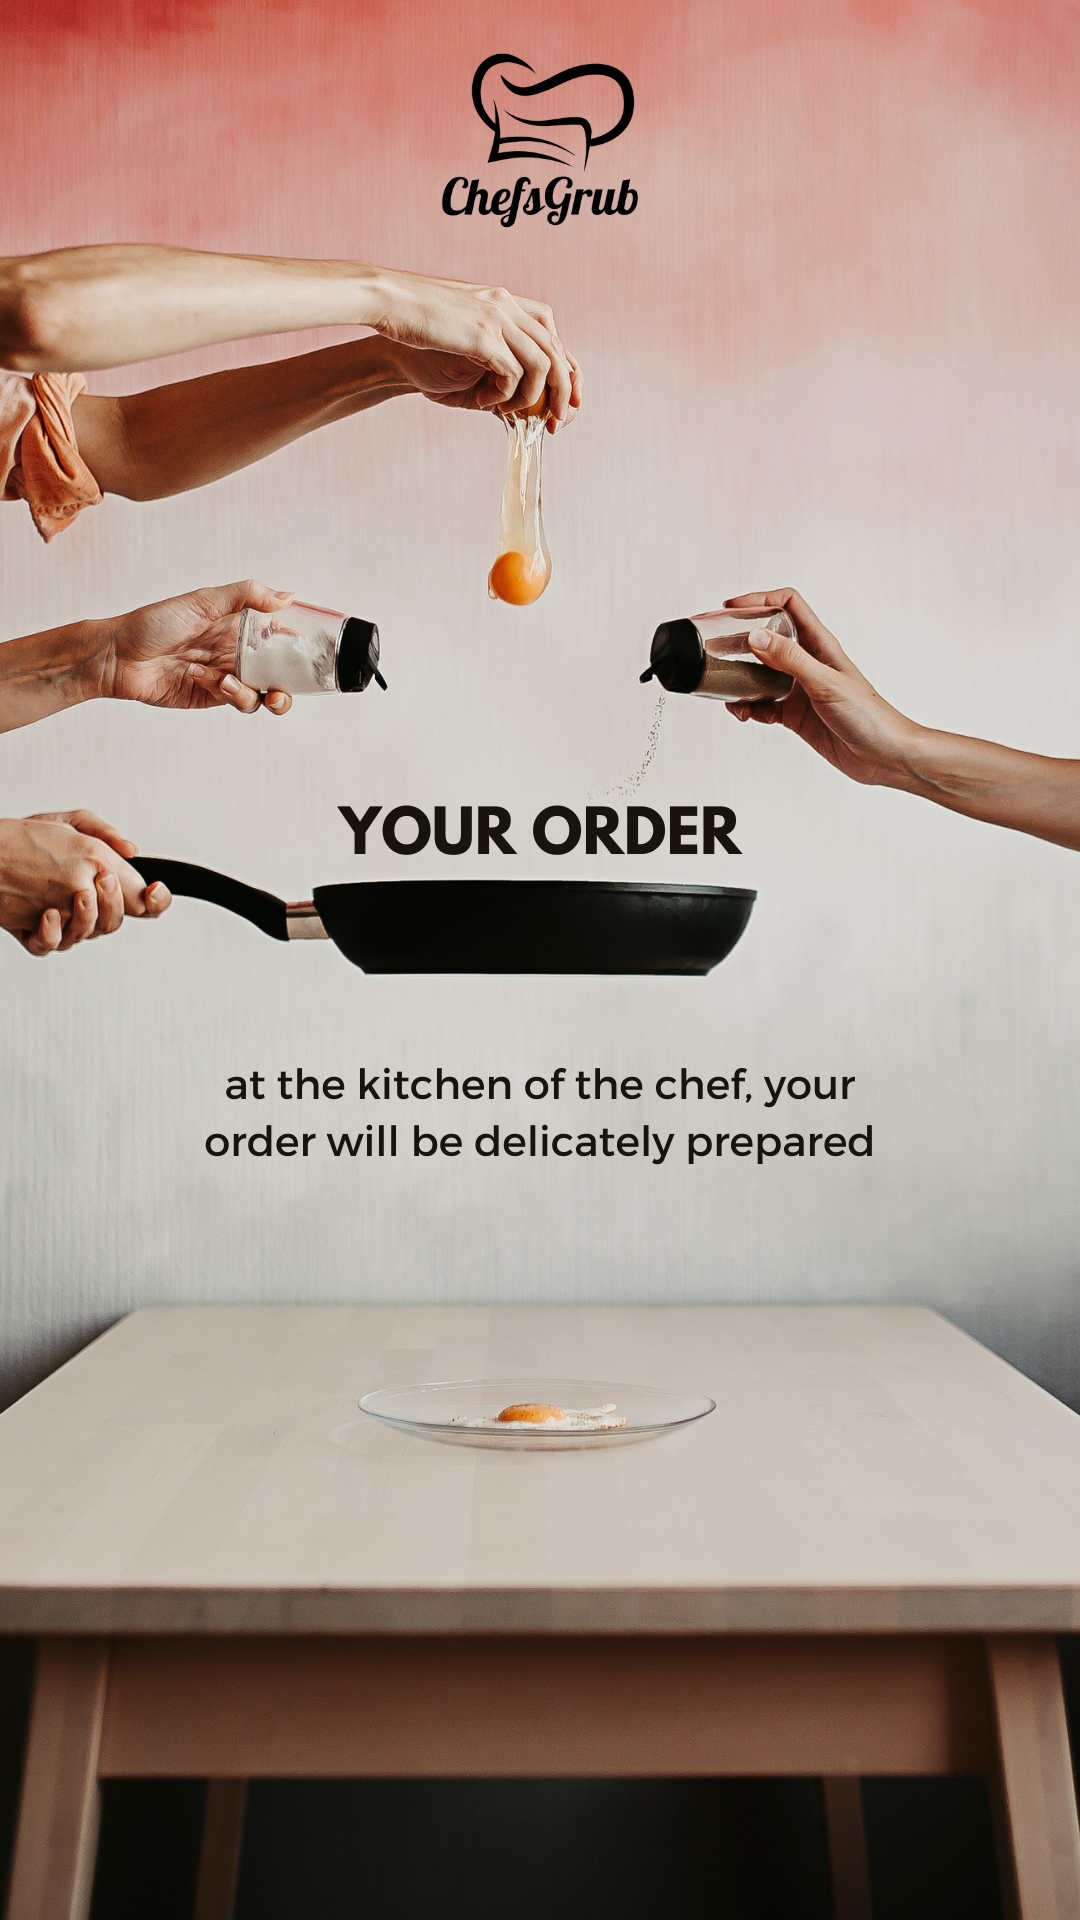 ChefsGrub
YOUR ORDER
at the kitchen of the chef, your
order will be delicately prepared